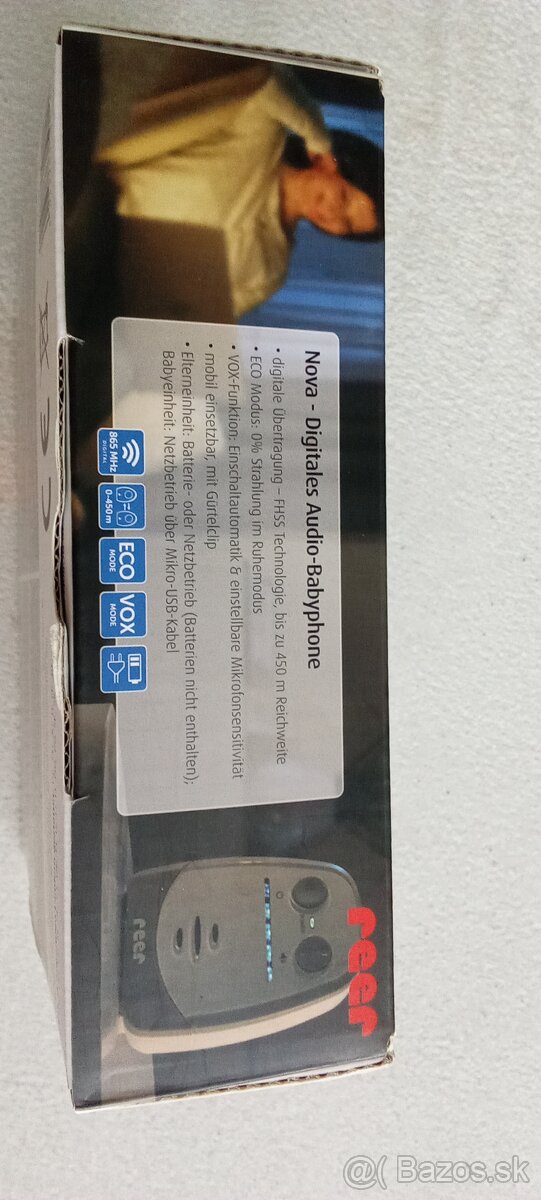 Nova - Digitales Audio-Babyphone
• digitale Übertragung – FHSS Technologie, bis zu 450 m Reichweite
• ECO Modus: 0% Strahlung im Ruhemodus
• VOX-Funktion: Einschaltautomatik & einstellbare Mikrofonsensitivität
• mobil einsetzbar, mit Gürtelclip
• Elterneinheit: Batterie- oder Netzbetrieb (Batterien nicht enthalten);
Babyeinheit: Netzbetrieb über Mikro-USB-Kabel
865 MHz
DIGITAL
0-450m
ECO
MODE
VOX
MODE
reer
reer
@( Bazos.sk